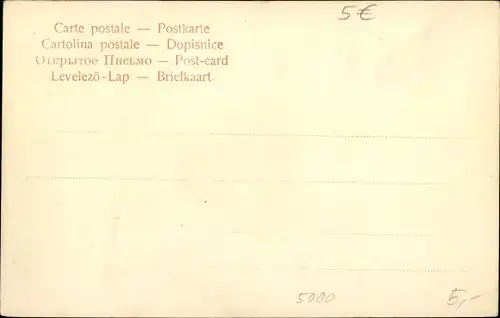 5€
Carte postale — Postkarte
Cartolina postale — Dopisnice
Открытое Письмо — Post-card
Levelező-Lap — Briefkaart
5000
5,-